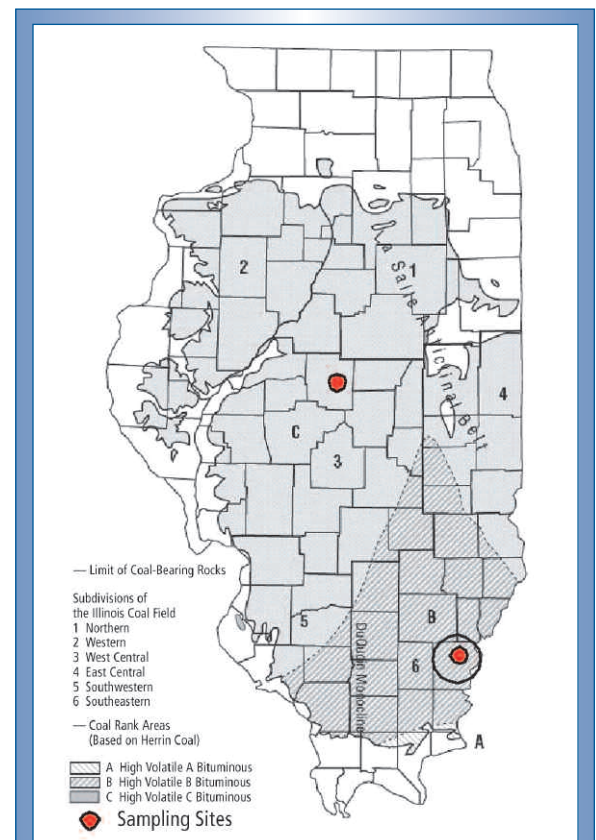 1
2
La Salle Anticlinal Belt
4
C
3
— Limit of Coal-Bearing Rocks
Subdivisions of
the Illinois Coal Field
1 Northern
2 Western
3 West Central
4 East Central
5 Southwestern
6 Southeastern
— Coal Rank Areas
(Based on Herrin Coal)
A High Volatile A Bituminous
B High Volatile B Bituminous
C High Volatile C Bituminous
Sampling Sites
5
B
DuQuoin Monocline
6
A